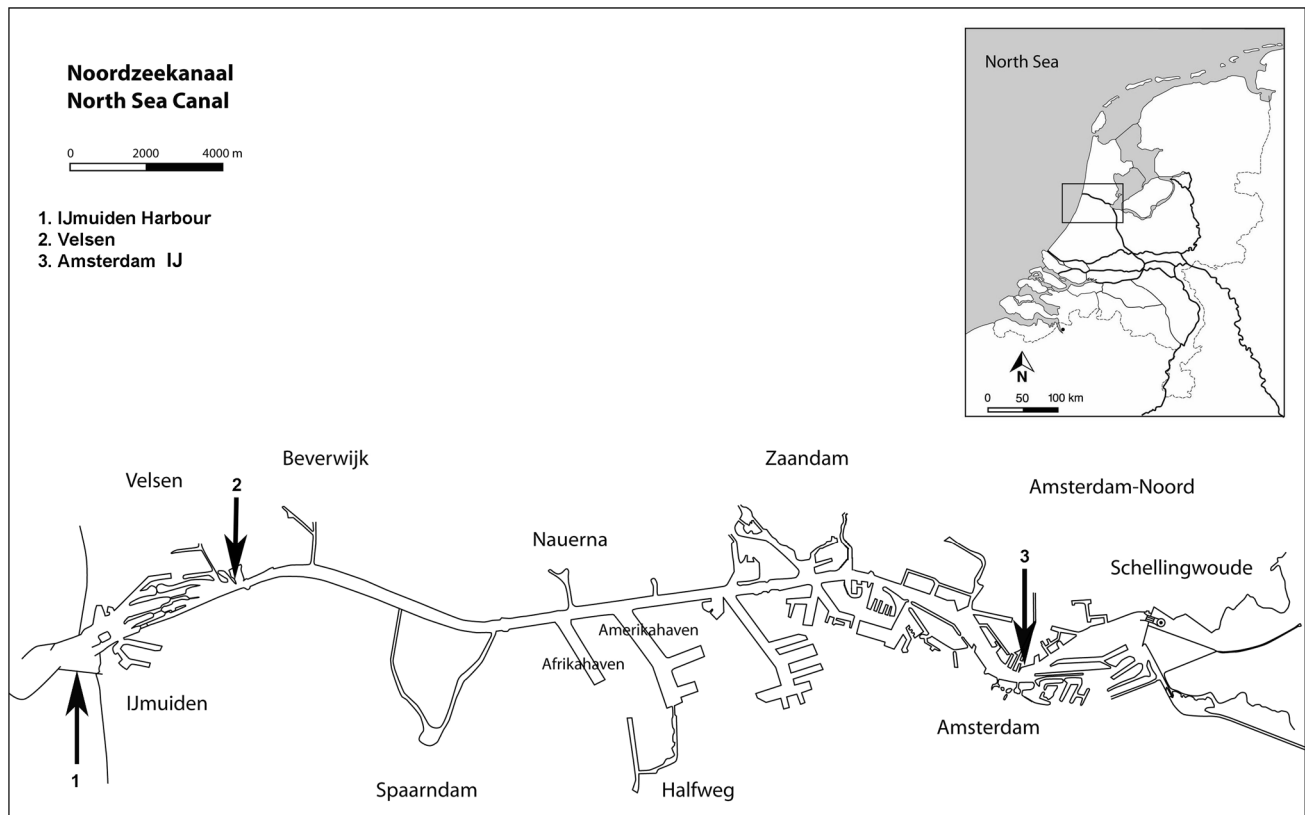 Noordzeekanaal
North Sea Canal
0 2000 4000 m
1. IJmuiden Harbour
2. Velsen
3. Amsterdam IJ
North Sea
N
0 50 100 km
Beverwijk
Zaandam
Velsen
2
Amsterdam-Noord
Nauerna
3
Schellingwoude
Amerikahaven
Afrikahaven
IJmuiden
Amsterdam
1
Spaarndam
Halfweg